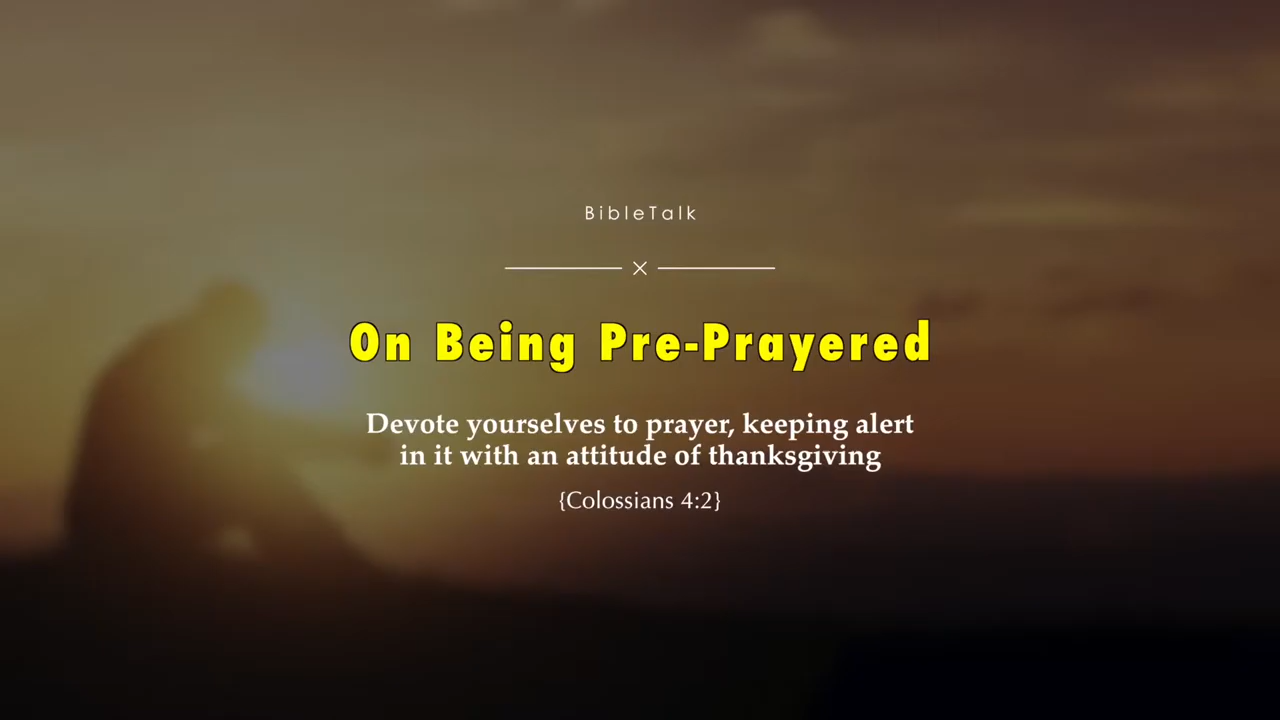 BibleTalk
On Being Pre-Prayered
Devote yourselves to prayer, keeping alert
in it with an attitude of thanksgiving
{Colossians 4:2}